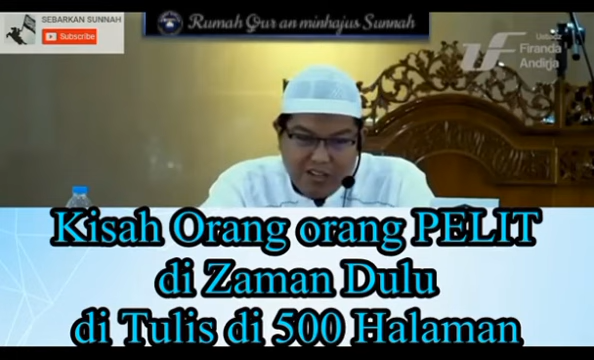 SEBARKAN SUNNAH
Subscribe
Rumah Qur an minhajus Sunnah
Ustadz
Firanda
Andirja
Kisah Orang orang PELIT
di Zaman Dulu
di Tulis di 500 Halaman